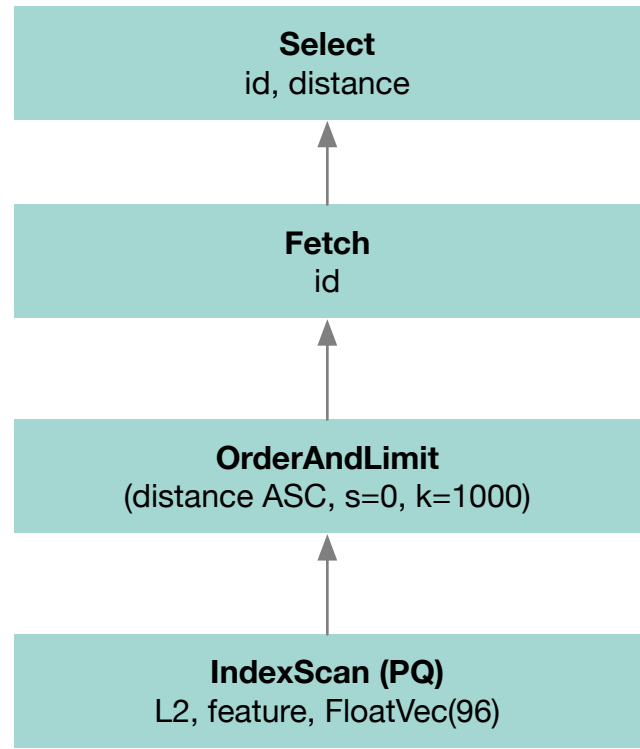 Select
id, distance
Fetch
id
OrderAndLimit
(distance ASC, s=0, k=1000)
IndexScan (PQ)
L2, feature, FloatVec(96)